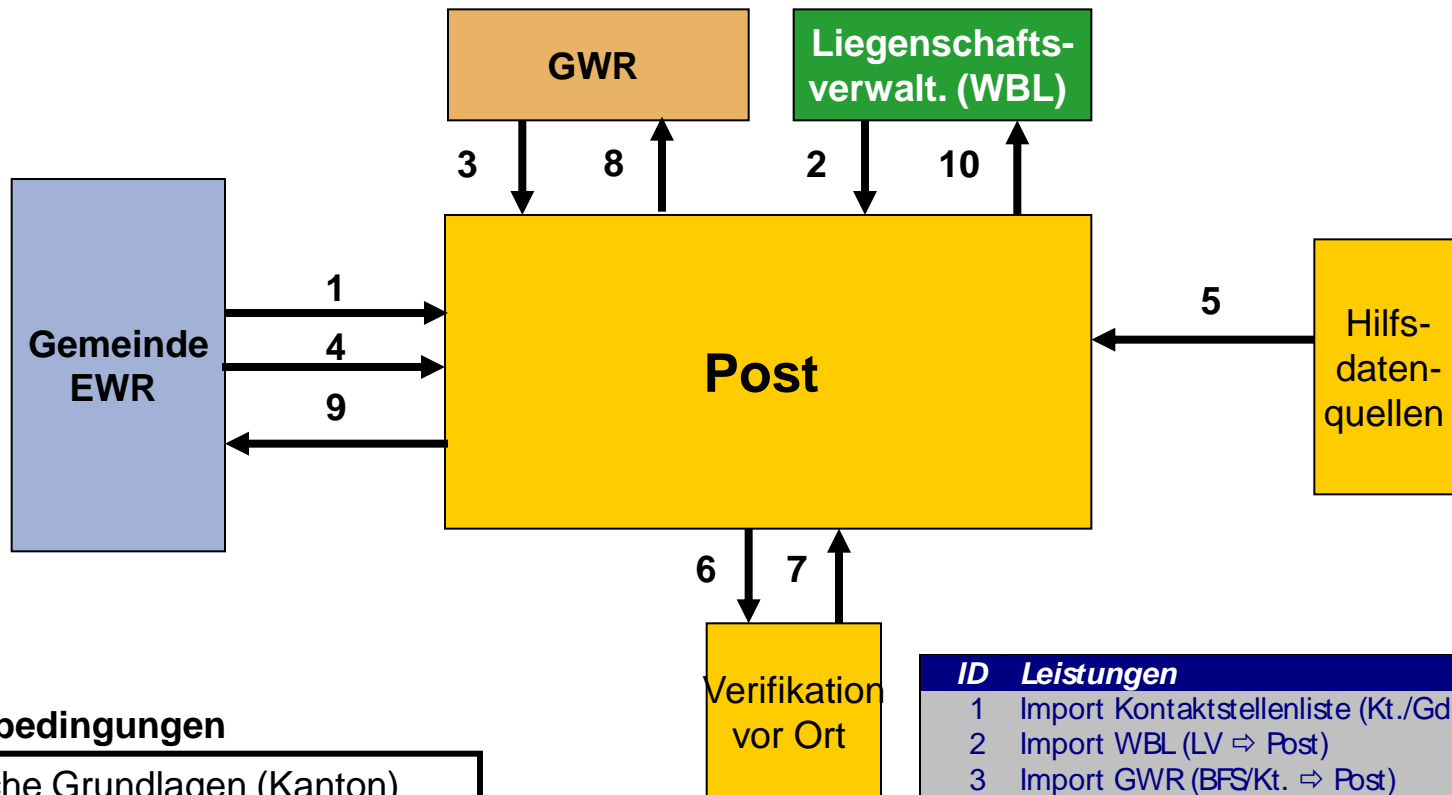 GWR
Liegenschafts-
verwalt. (WBL)
3
8
2
10
1
4
9
Gemeinde
EWR
Post
5
Hilfs-
daten-
quellen
6
7
Verifikation
vor Ort
bedingungen
che Grundlagen (Kanton)
ID Leistungen
1 Import Kontaktstellenliste (Kt./Gd
2 Import WBL (LV ⇨ Post)
3 Import GWR (BFS/Kt. ⇨ Post)